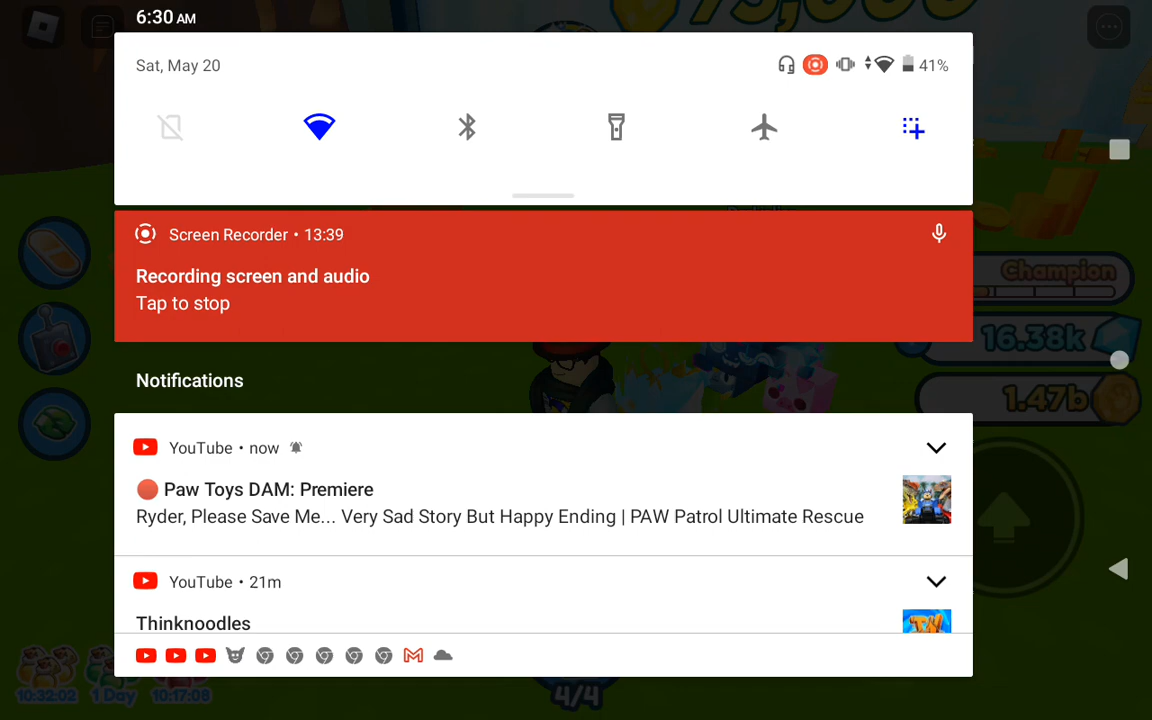 75,000
6:30 AM
Sat, May 20
41%
Screen Recorder • 13:39
Recording screen and audio
Tap to stop
Champion
16.38k
1.47b
Notifications
YouTube • now
Paw Toys DAM: Premiere
Ryder, Please Save Me... Very Sad Story But Happy Ending | PAW Patrol Ultimate Rescue
YouTube • 21m
Thinknoodles
10:32:02
1 Day
10:17:08
4/4